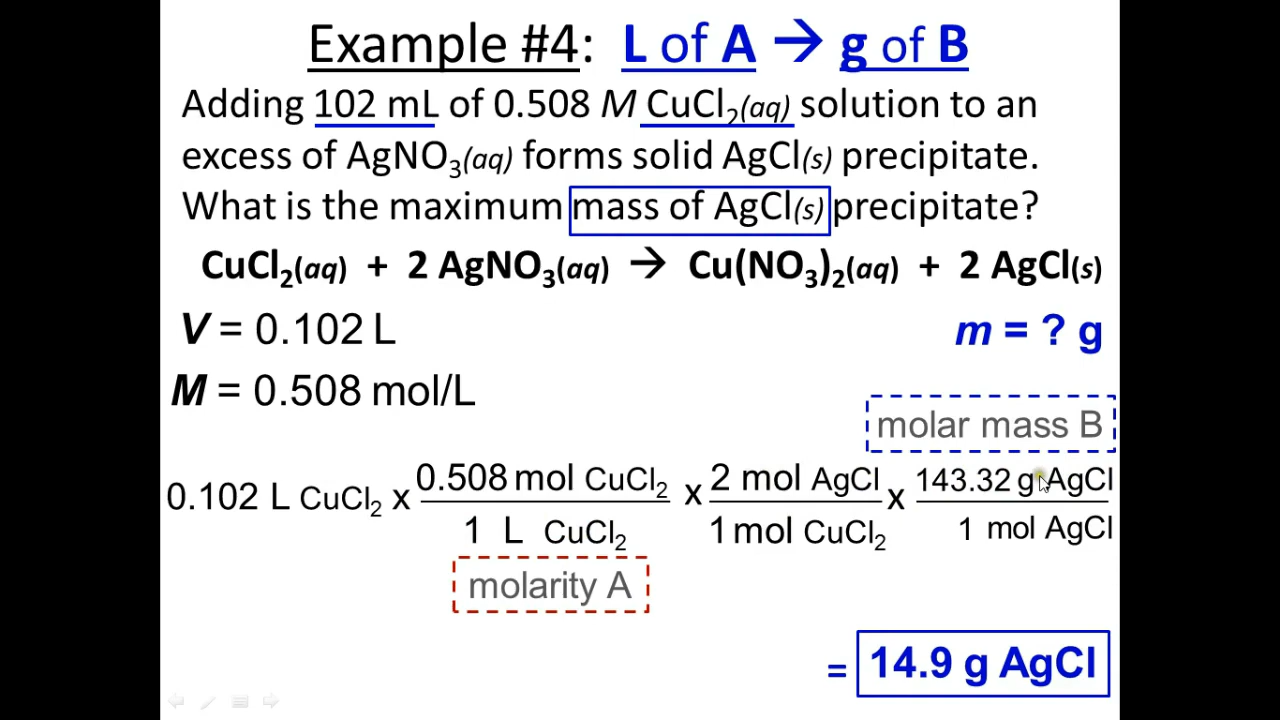 Example #4: L of A → g of B
Adding 102 mL of 0.508 M CuCl₂(aq) solution to an
excess of AgNO₃(aq) forms solid AgCl(s) precipitate.
What is the maximum mass of AgCl(s) precipitate?
CuCl₂(aq) + 2 AgNO₃(aq) → Cu(NO₃)₂(aq) + 2 AgCl(s)
V = 0.102 L
m = ? g
M = 0.508 mol/L
molar mass B
0.102 L CuCl₂ x 0.508 mol CuCl₂ x 2 mol AgCl x 143.32 g AgCl
1 L CuCl₂ 1 mol CuCl₂ 1 mol AgCl
molarity A
= 14.9 g AgCl